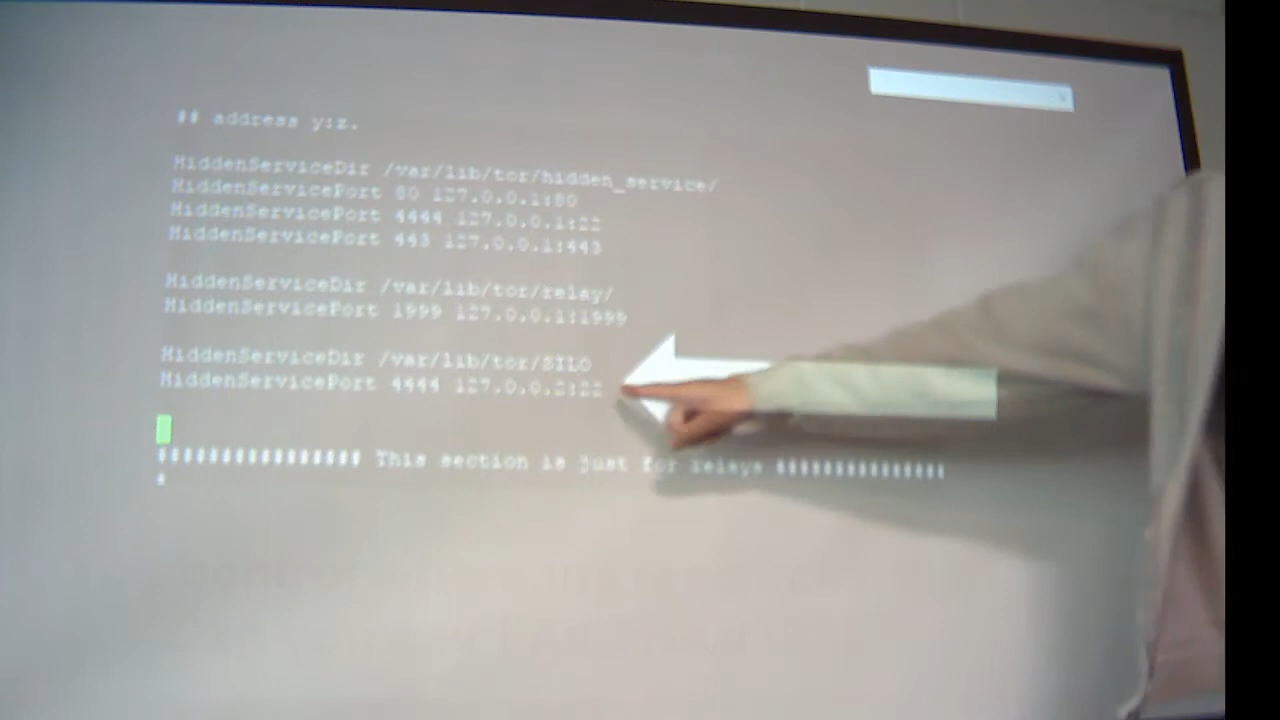 ## address y:z.
HiddenServiceDir /var/lib/tor/hidden_service/
HiddenServicePort 80 127.0.0.1:80
HiddenServicePort 4444 127.0.0.1:22
HiddenServicePort 443 127.0.0.1:443
HiddenServiceDir /var/lib/tor/relay/
HiddenServicePort 1999 127.0.0.1:1999
HiddenServiceDir /var/lib/tor/SILO
HiddenServicePort 4444 127.0.0.2:22
################ This section is just for relays ################
#